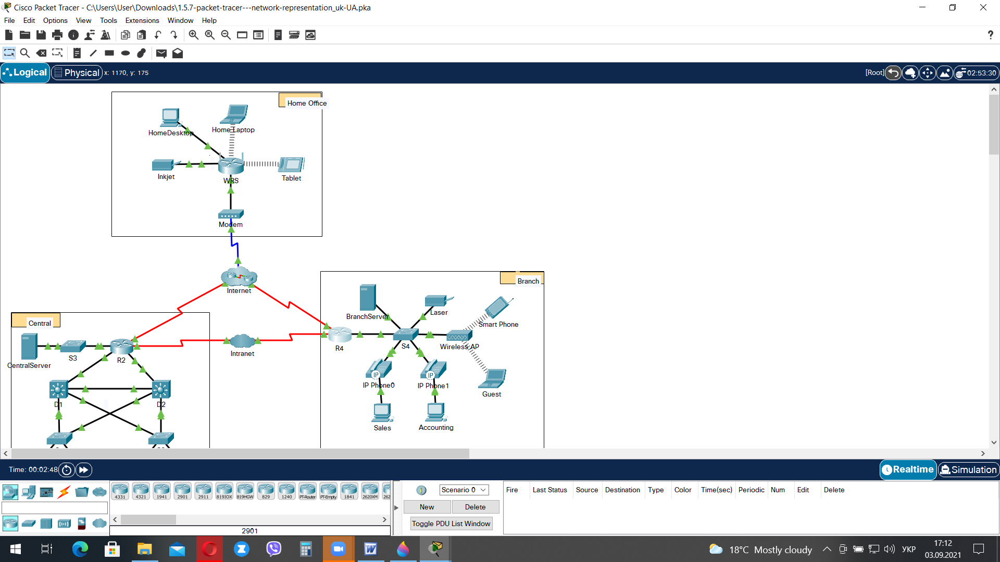 Cisco Packet Tracer - C:\Users\User\Downloads\1.5.7-packet-tracer---network-representation_uk-UA.pka
File Edit Options View Tools Extensions Window Help
Logical Physical x: 1170, y: 175 [Root] 02:53:30
Home Office
HomeDesktop Home Laptop
Inkjet WRS Tablet
Modem
Internet
Branch
BranchServer Laser Smart Phone
Central
CentralServer S3 R2 Intranet R4 S4 Wireless AP
IP IP
IP Phone0 IP Phone1 Guest
D1 D2
Sales Accounting
Time: 00:02:48 Realtime Simulation
4331 4321 1941 2901 2911 819IOX 819HGW 829 1240 PT-Router PT-Empty 1841 2620XM 262
2901
Scenario 0
New Delete
Toggle PDU List Window
Fire Last Status Source Destination Type Color Time(sec) Periodic Num Edit Delete
18°C Mostly cloudy УКР 17:12
03.09.2021